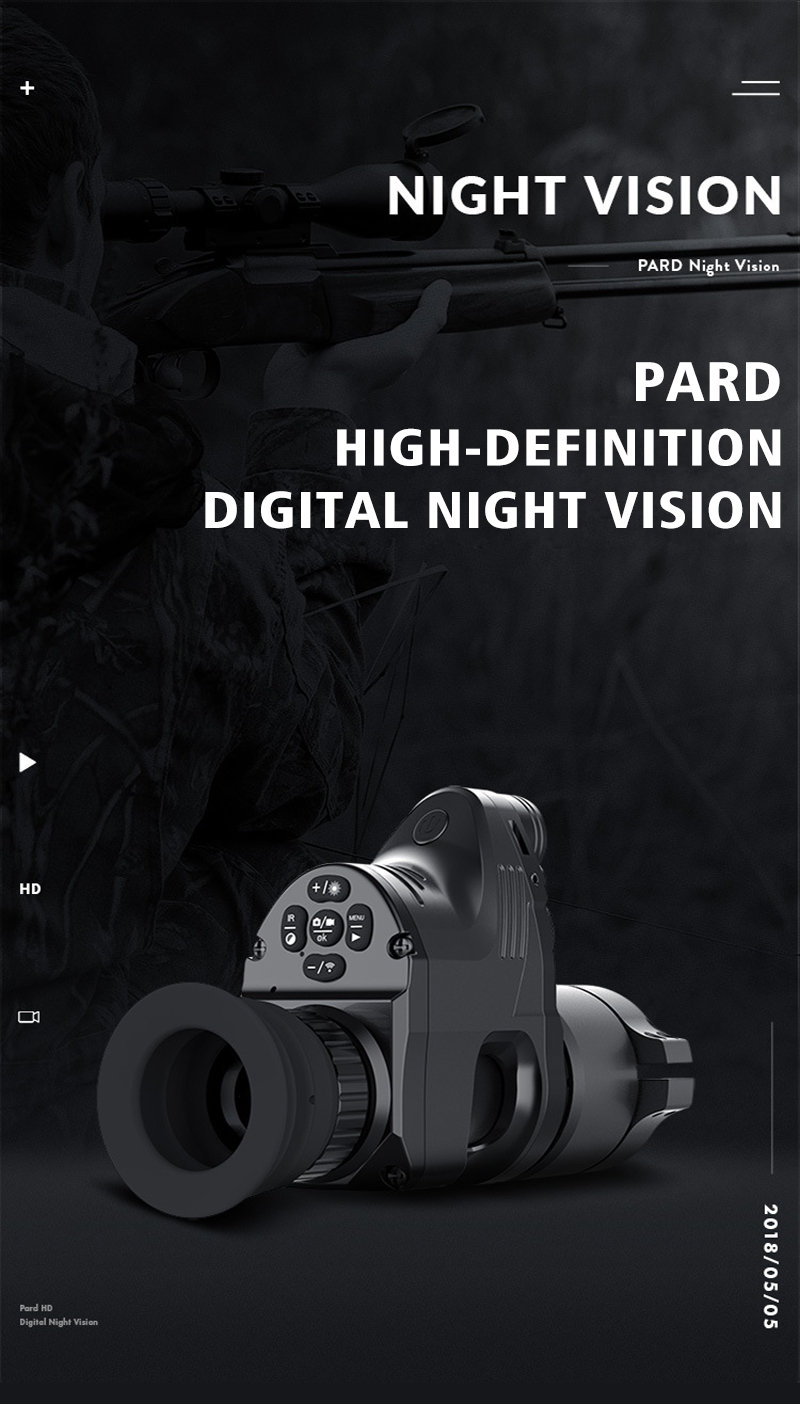 +
NIGHT VISION
PARD Night Vision
PARD
HIGH-DEFINITION
DIGITAL NIGHT VISION
HD
+/
IR
MENU
/
ok
-/
2018/05/05
Pard HD
Digital Night Vision